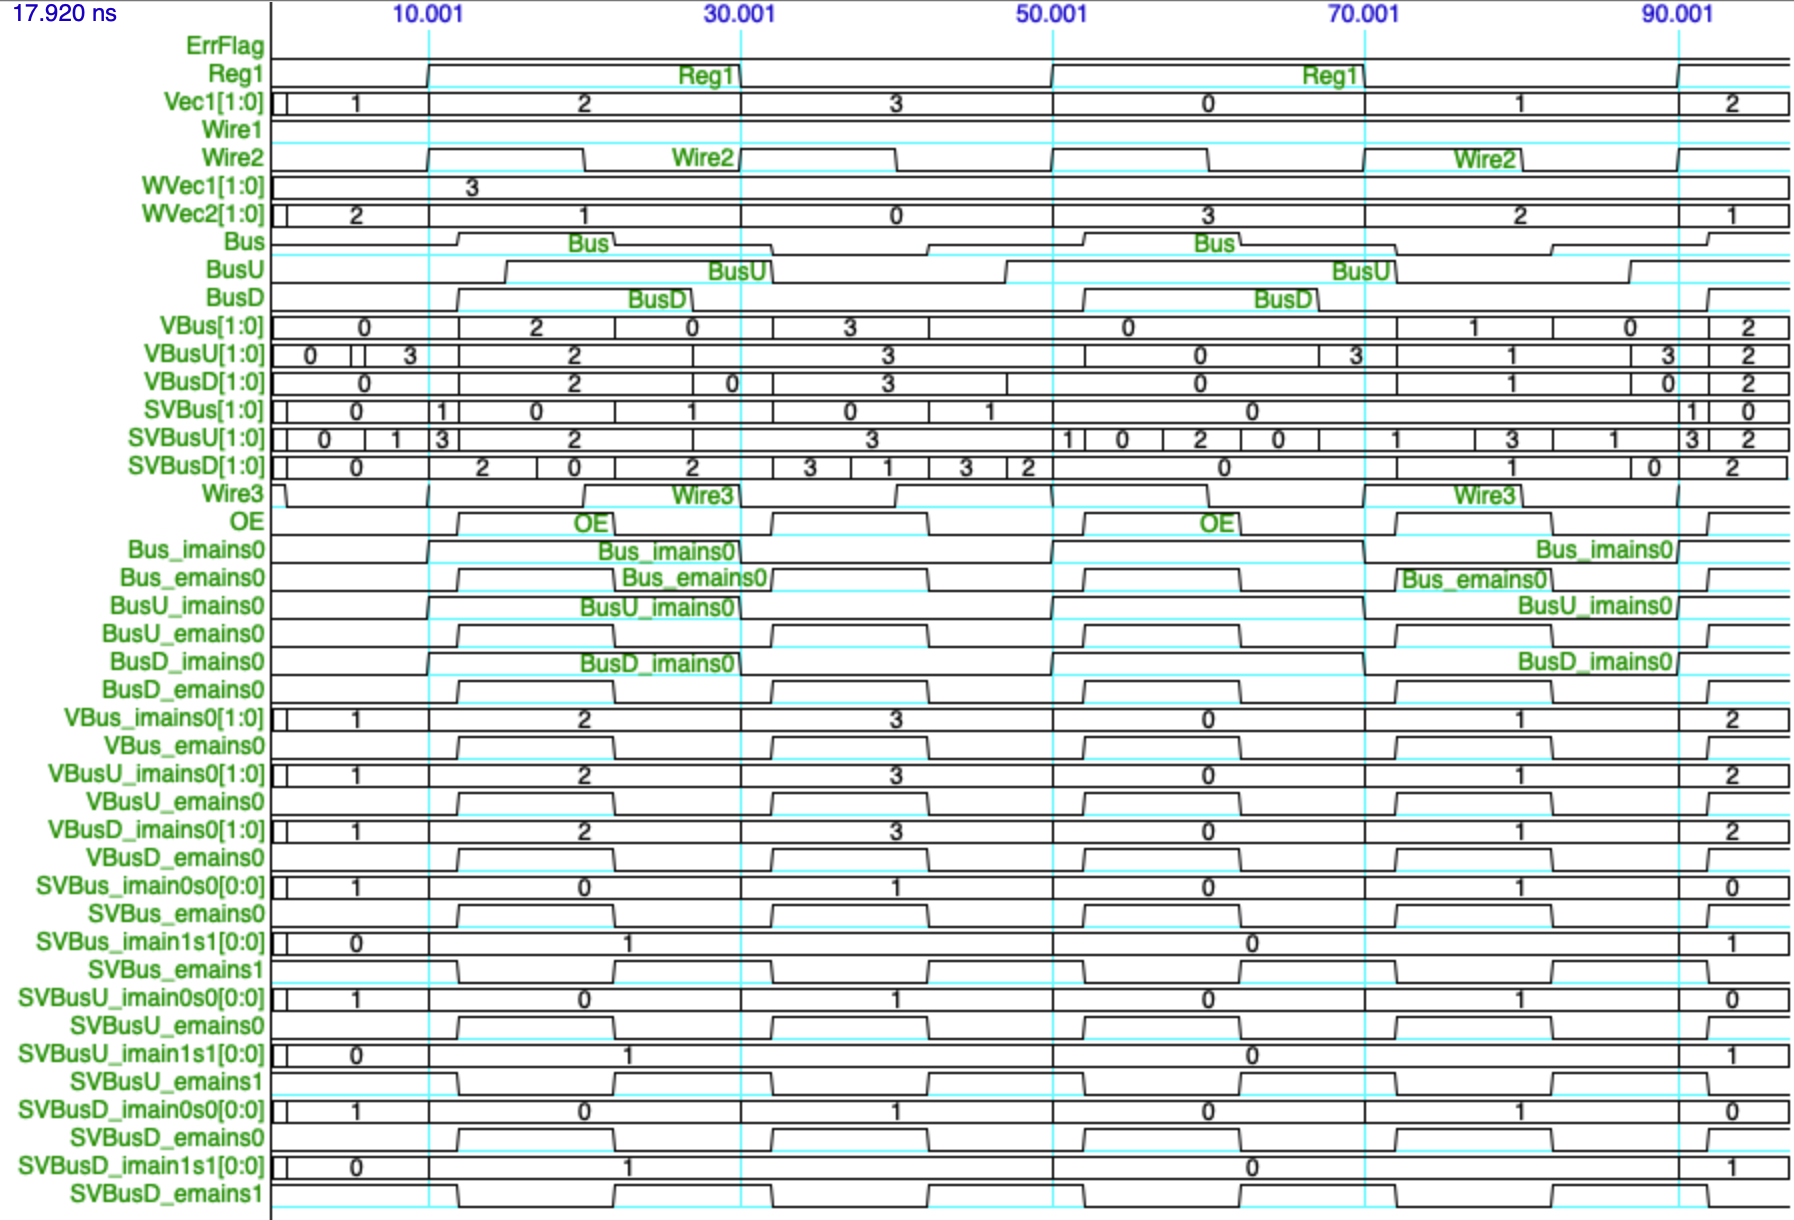 17.920 ns 10.001 30.001 50.001 70.001 90.001
ErrFlag
Reg1 Reg1 Reg1
Vec1[1:0] 1 2 3 0 1 2
Wire1
Wire2 Wire2 Wire2
WVec1[1:0] 3
WVec2[1:0] 2 1 0 3 2 1
Bus Bus Bus
BusU BusU BusU
BusD BusD BusD
VBus[1:0] 0 2 0 3 0 1 0 2
VBusU[1:0] 0 3 2 3 0 3 1 3 2
VBusD[1:0] 0 2 0 3 0 1 0 2
SVBus[1:0] 0 1 0 1 0 1 0 1 0
SVBusU[1:0] 0 1 3 2 3 1 0 2 0 1 3 1 3 2
SVBusD[1:0] 0 2 0 2 3 1 3 2 0 1 0 2
Wire3 Wire3 Wire3
OE OE OE
Bus_imains0 Bus_imains0 Bus_imains0
Bus_emains0 Bus_emains0 Bus_emains0
BusU_imains0 BusU_imains0 BusU_imains0
BusU_emains0
BusD_imains0 BusD_imains0 BusD_imains0
BusD_emains0
VBus_imains0[1:0] 1 2 3 0 1 2
VBus_emains0
VBusU_imains0[1:0] 1 2 3 0 1 2
VBusU_emains0
VBusD_imains0[1:0] 1 2 3 0 1 2
VBusD_emains0
SVBus_imain0s0[0:0] 1 0 1 0 1 0
SVBus_emains0
SVBus_imain1s1[0:0] 0 1 0 1
SVBus_emains1
SVBusU_imain0s0[0:0] 1 0 1 0 1 0
SVBusU_emains0
SVBusU_imain1s1[0:0] 0 1 0 1
SVBusU_emains1
SVBusD_imain0s0[0:0] 1 0 1 0 1 0
SVBusD_emains0
SVBusD_imain1s1[0:0] 0 1 0 1
SVBusD_emains1